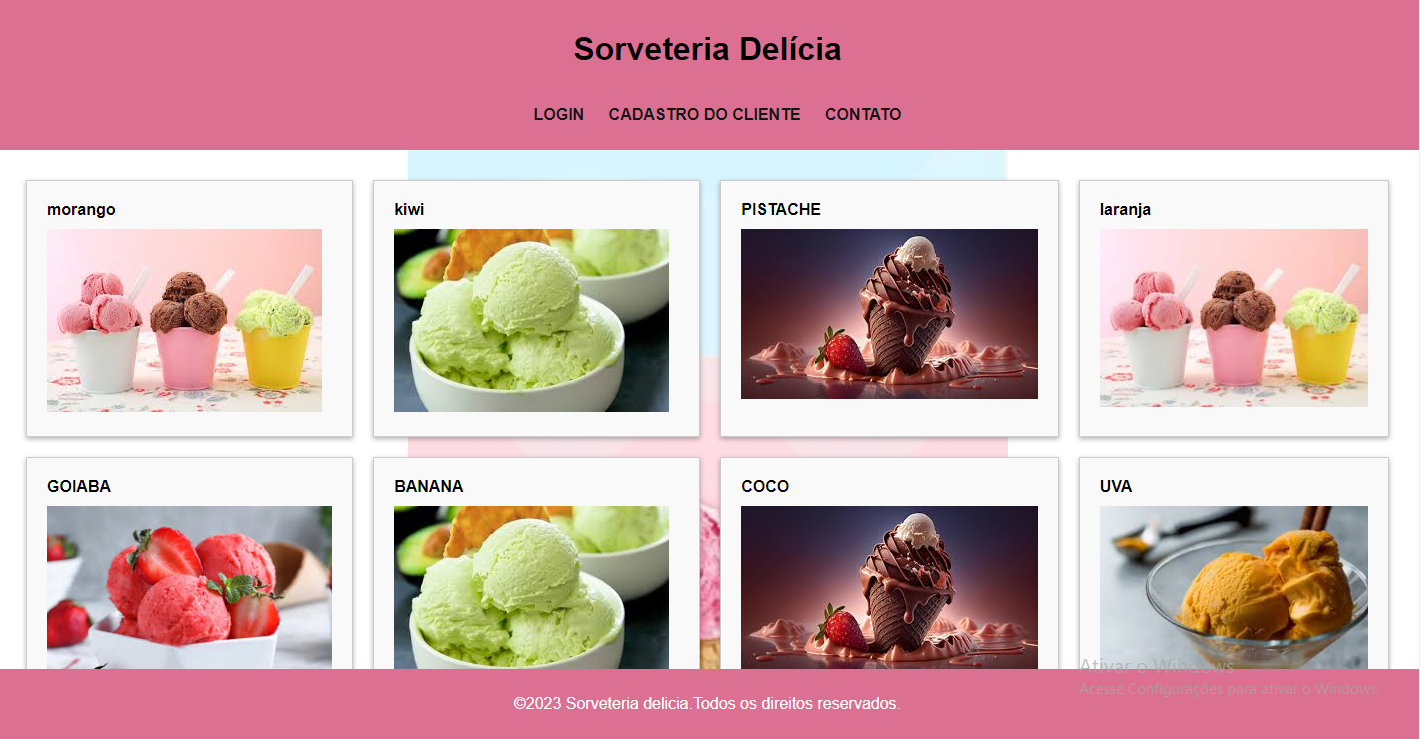 Sorveteria Delícia
LOGIN CADASTRO DO CLIENTE CONTATO
morango kiwi PISTACHE laranja
GOIABA BANANA COCO UVA
Ativar o Windows
Acesse Configurações para ativar o Windows.
©2023 Sorveteria delicia.Todos os direitos reservados.